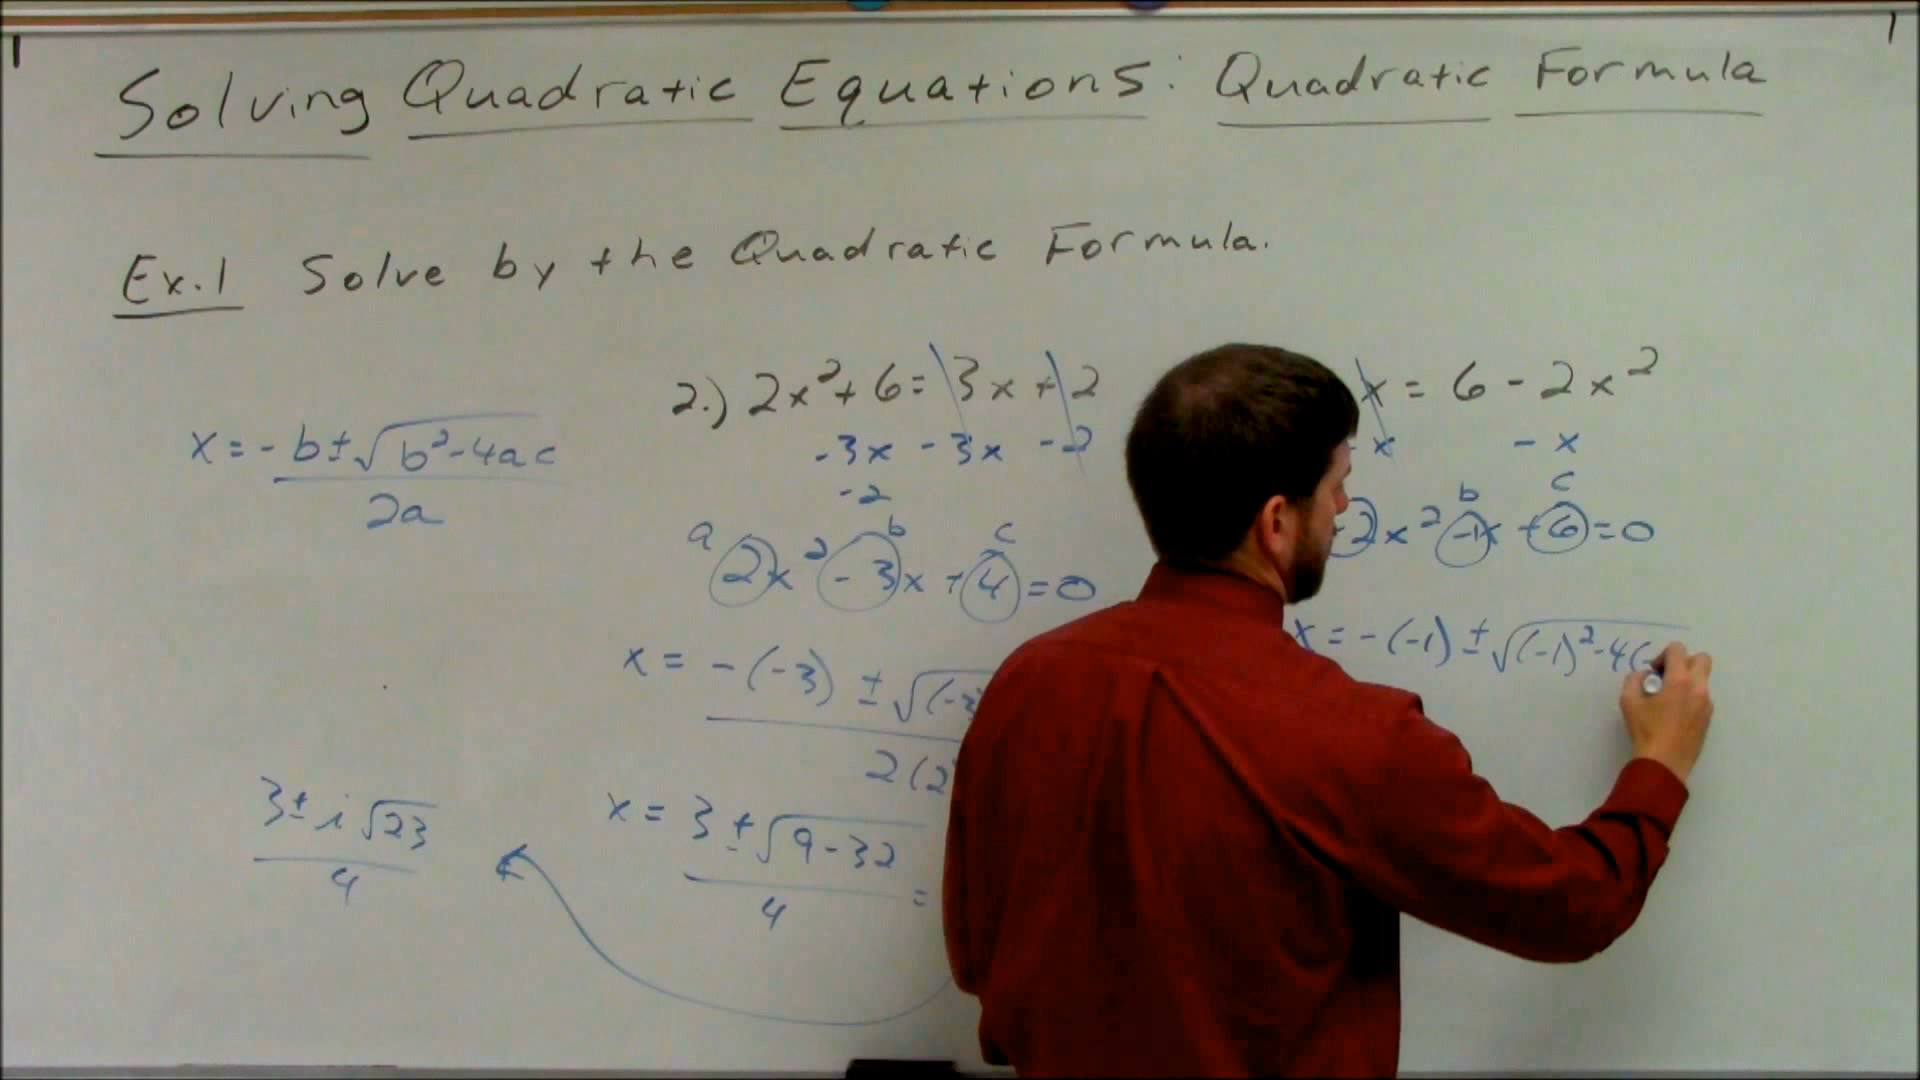 Solving Quadratic Equations: Quadratic Formula
Ex.1 Solve by the Quadratic Formula.
x = -b ± √b²-4ac
2a
2.) 2x² + 6 = 3x + 2
-3x -3x -2
-2
a b c
2x² - 3x + 4 = 0
x = -(-3) ± √(-3
2(2
x = 3 ± √9-32
4 =
3 ± i√23
4
x = 6 - 2x²
- x - x
b c
-2x² -1x + 6 = 0
x = -(-1) ± √(-1)²-4(-